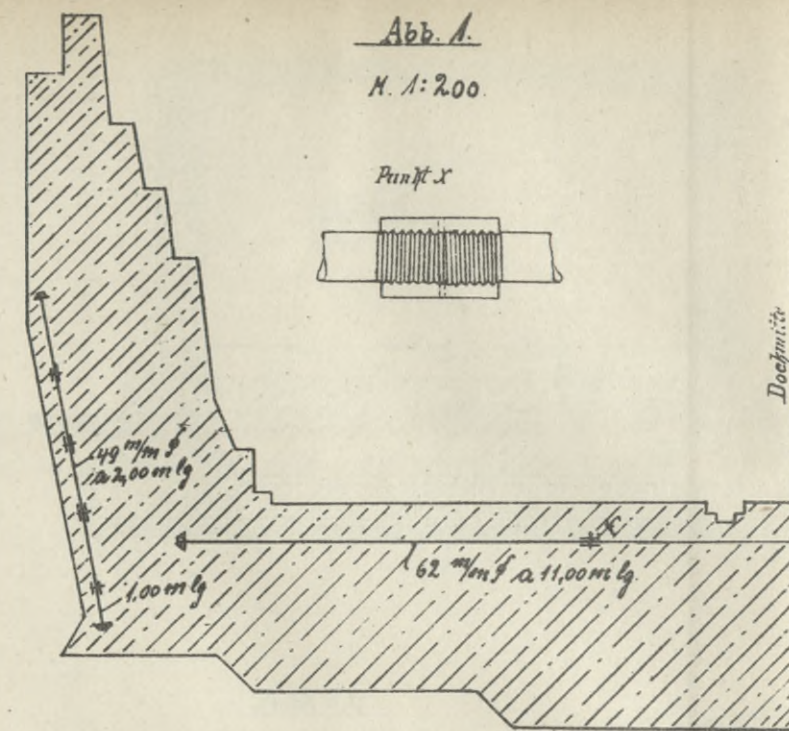 Abb. 1.
M. 1:200.
Punkt x
Dockmitte
49 m/m ∮
a 2,00 m lg
x
62 m/m ∮ a 11,00 m lg.
1,00 m lg